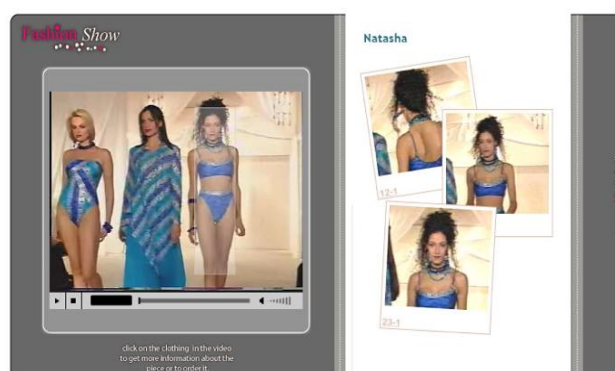 Fashion Show
Natasha
12-1
23-1
click on the clothing in the video
to get more information about the
piece or to order it.